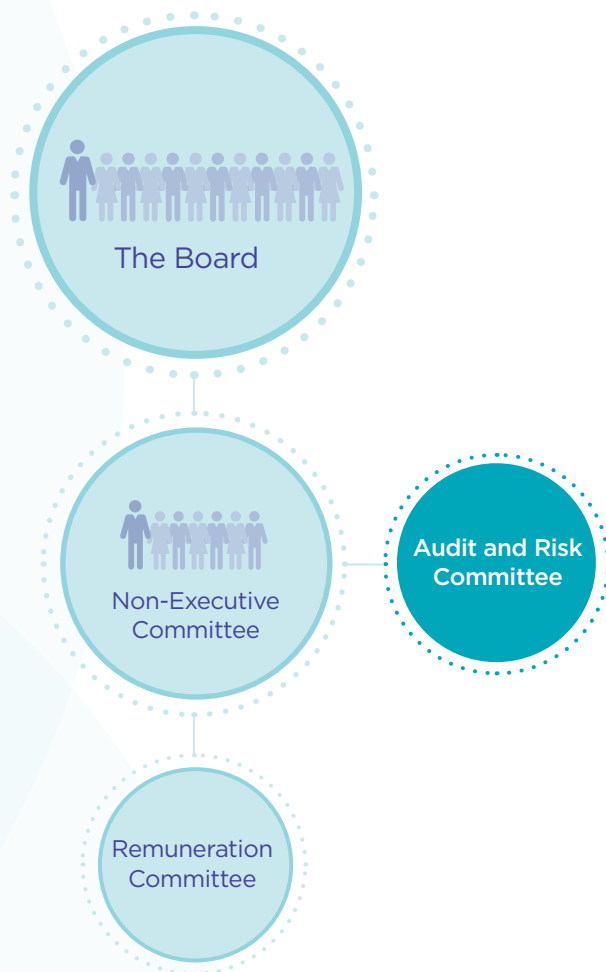 The Board
Non-Executive
Committee
Audit and Risk
Committee
Remuneration
Committee